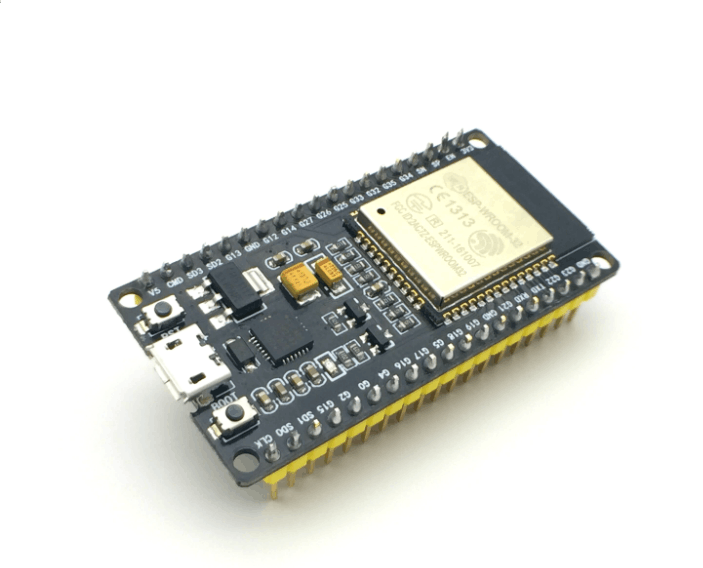 ESP-WROOM-32
CE1313
R 211-161007
FCC ID:2AC7Z-ESPWROOM32
V5
CMD
SD3
SD2
G13
GND
G12
G14
G27
G26
G25
G33
G32
G35
G34
SN
SP
EN
3V3
RST
BOOT
CLK
SD0
SD1
G15
G2
G0
G4
G16
G17
G5
G18
G19
GND
G21
RXD
TXD
G22
G23
GND